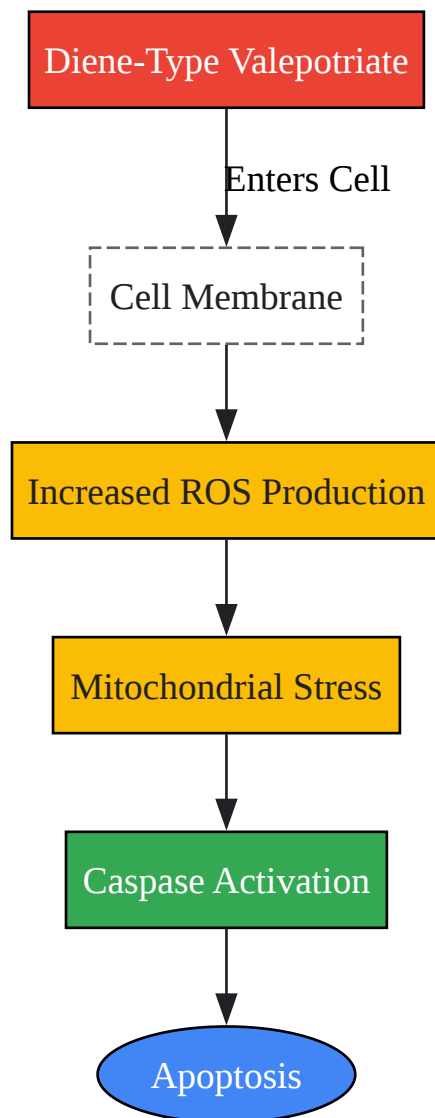 Diene-Type Valepotriate
Enters Cell
Cell Membrane
Increased ROS Production
Mitochondrial Stress
Caspase Activation
Apoptosis